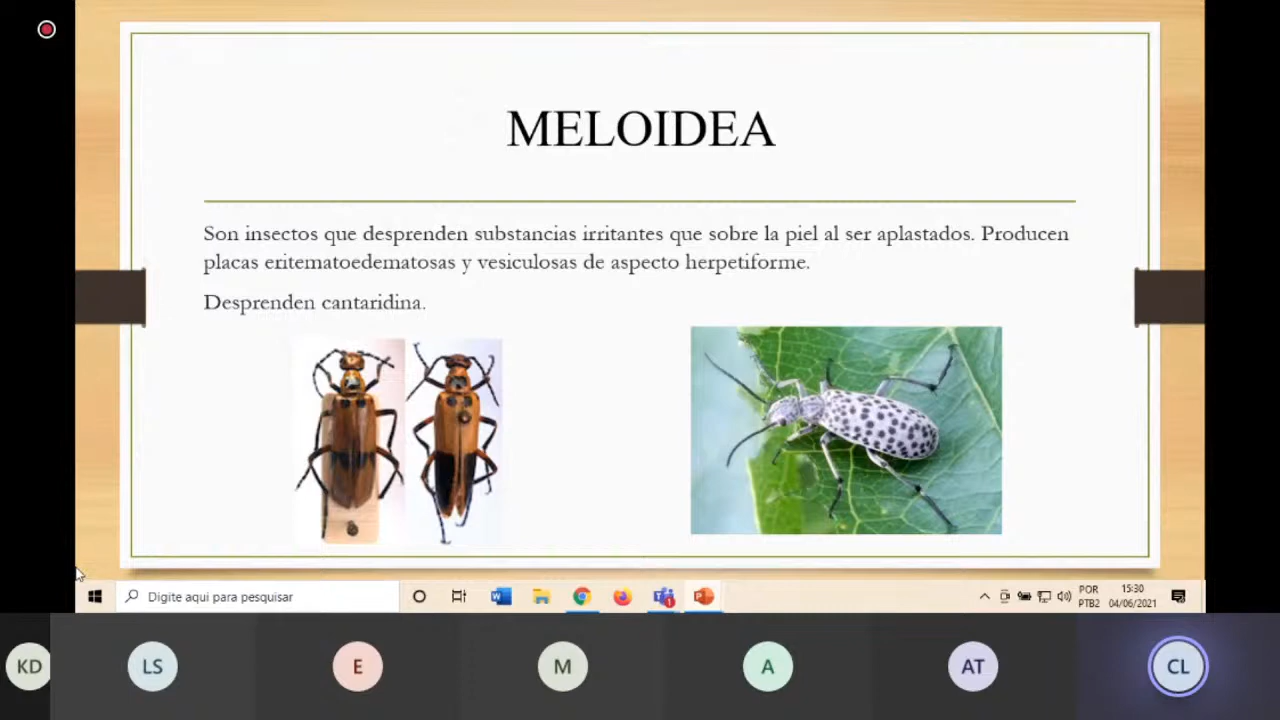 MELOIDEA
Son insectos que desprenden substancias irritantes que sobre la piel al ser aplastados. Producen
placas eritematoedematosas y vesiculosas de aspecto herpetiforme.
Desprenden cantaridina.
Digite aqui para pesquisar
POR
PTB2
15:30
04/06/2021
KD
LS
E
M
A
AT
CL